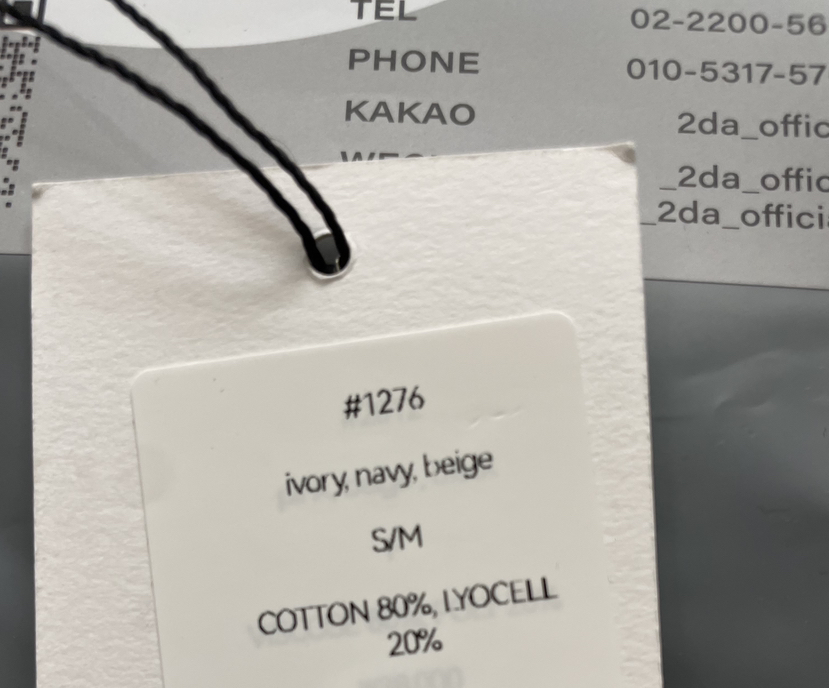 TEL 02-2200-56
PHONE 010-5317-57
KAKAO 2da_offic
_2da_offic
_2da_offici
#1276
ivory, navy, beige
S/M
COTTON 80%, LYOCELL
20%